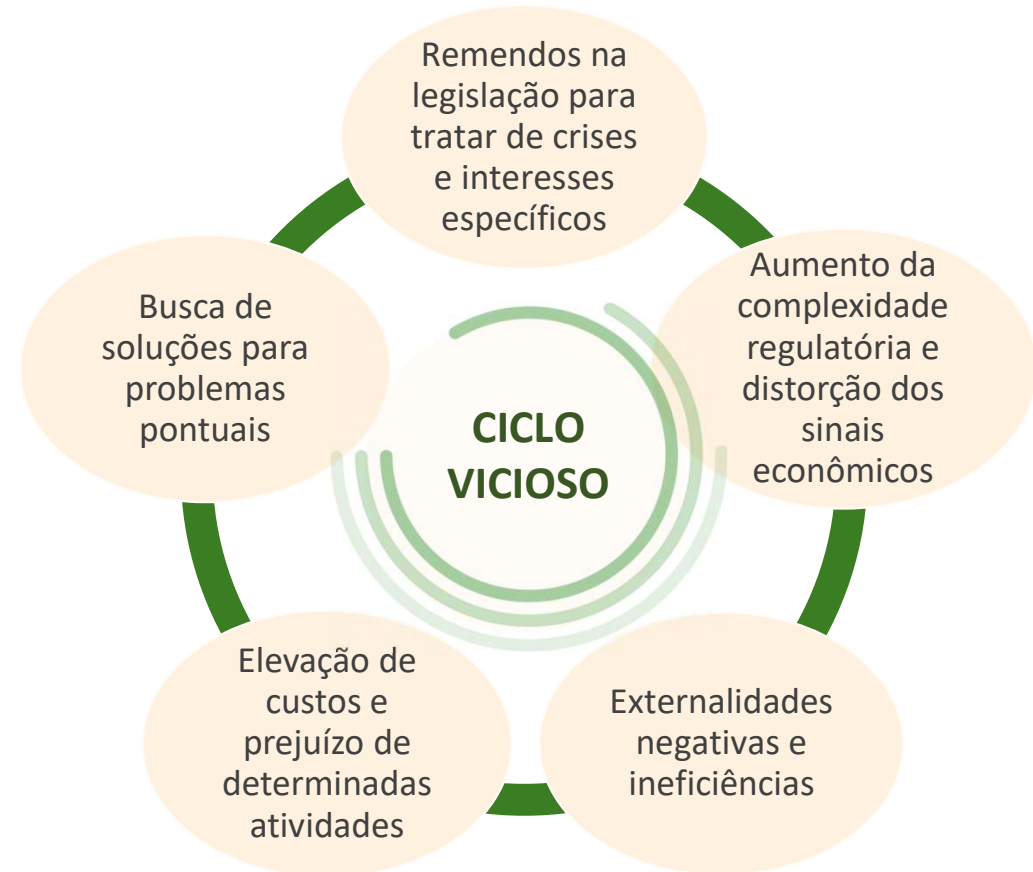 Remendos na
legislação para
tratar de crises
e interesses
específicos
Aumento da
complexidade
regulatória e
distorção dos
sinais
econômicos
Externalidades
negativas e
ineficiências
Elevação de
custos e
prejuízo de
determinadas
atividades
Busca de
soluções para
problemas
pontuais
CICLO
VICIOSO